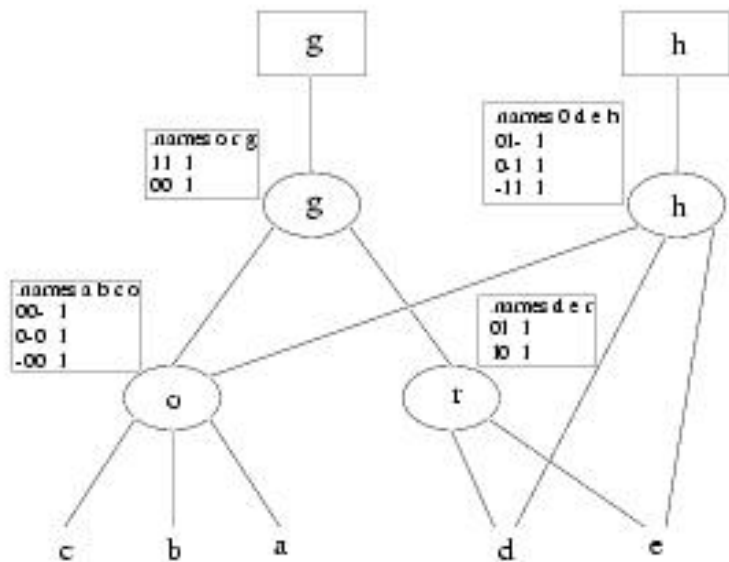 g
h
.names o r g
11 1
00 1
.names 0 d e h
01- 1
0-1 1
-11 1
g
h
.names a b c o
00- 1
0-0 1
-00 1
.names d e r
01 1
10 1
o
r
c
b
a
d
e